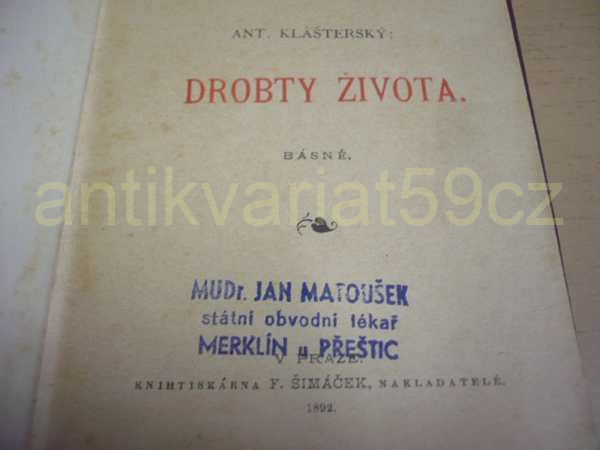 ANT. KLÁŠTERSKÝ:
DROBTY ŽIVOTA.
BÁSNĚ.
antikvariat59cz
MUDr. JAN MATOUŠEK
státní obvodní lékař
MERKLÍN u PŘEŠTIC
V PRAZE.
KNIHTISKÁRNA F. ŠIMÁČEK, NAKLADATELÉ.
1892.